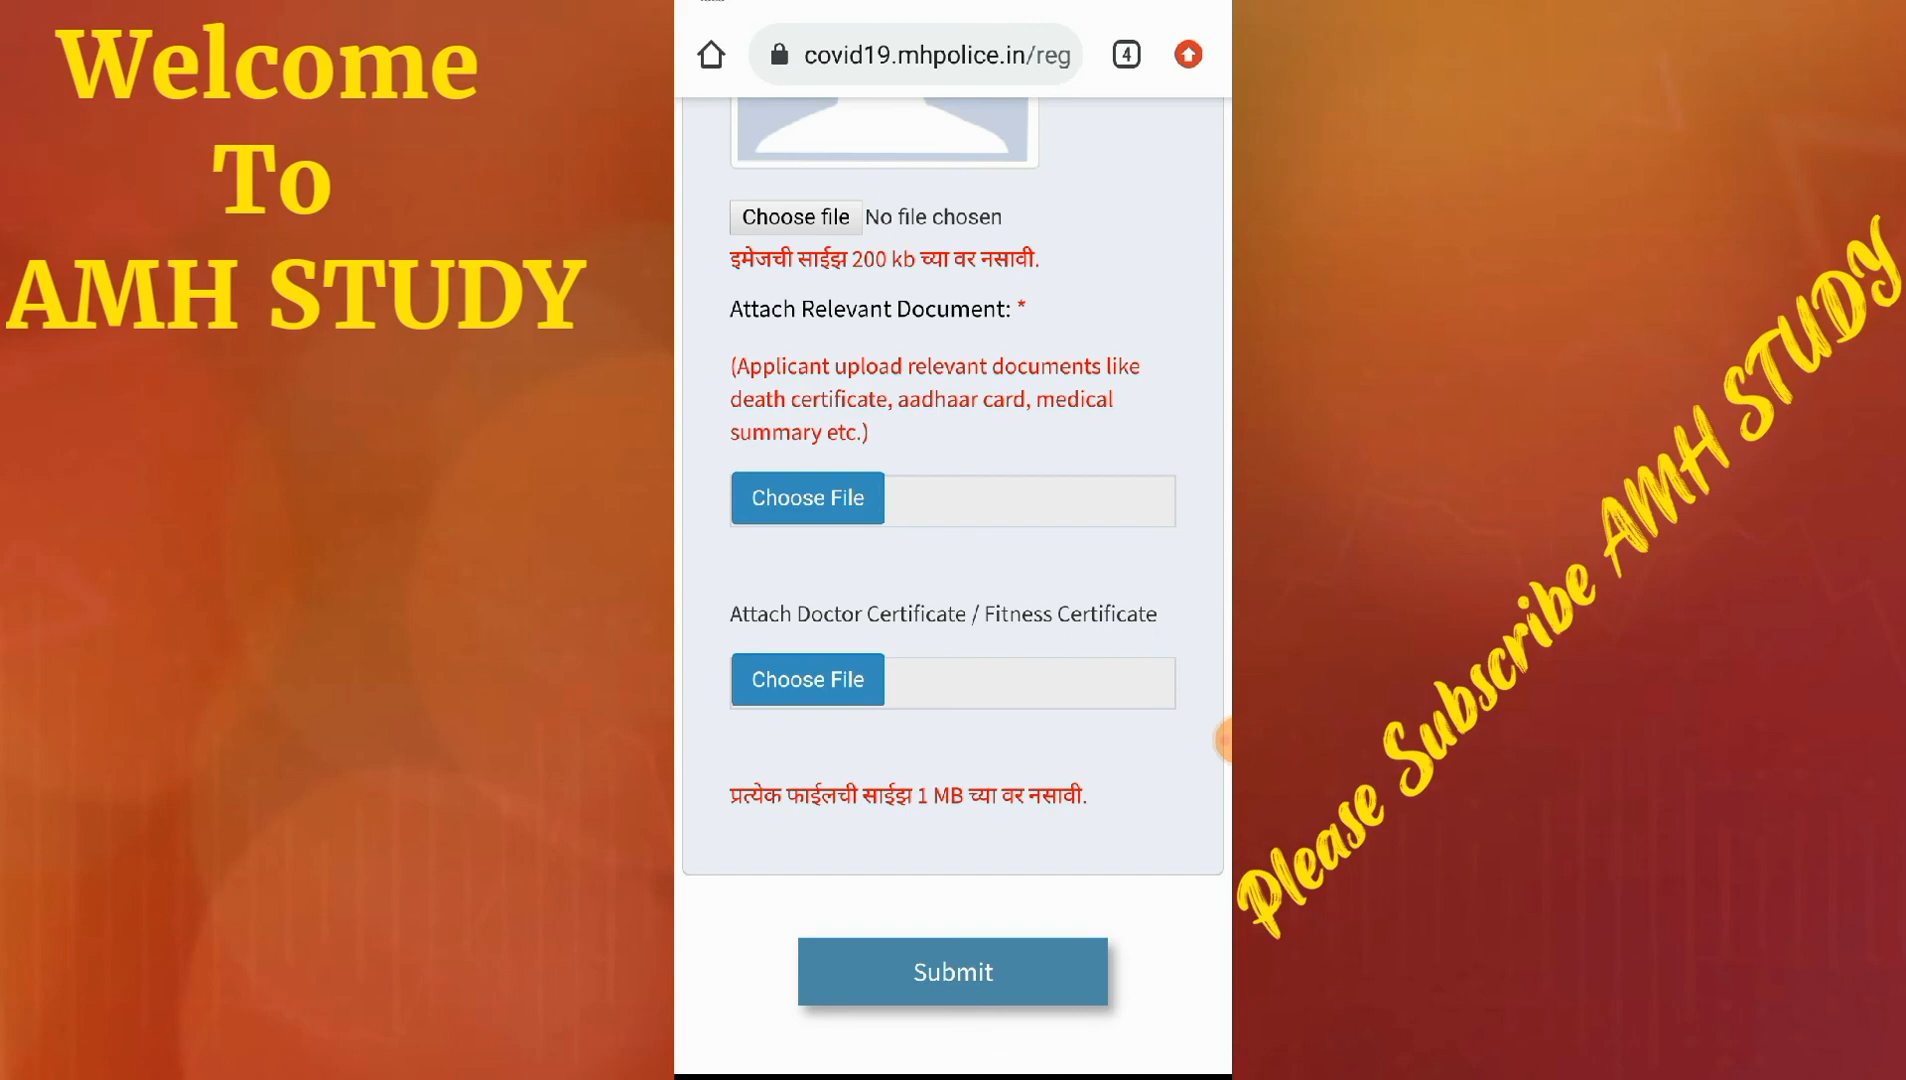 Welcome
To
AMH STUDY
covid19.mhpolice.in/reg
4
Choose file No file chosen
इमेजची साईझ 200 kb च्या वर नसावी.
Attach Relevant Document: *
(Applicant upload relevant documents like
death certificate, aadhaar card, medical
summary etc.)
Choose File
Attach Doctor Certificate / Fitness Certificate
Choose File
प्रत्येक फाईलची साईझ 1 MB च्या वर नसावी.
Submit
Please Subscribe AMH STUDY